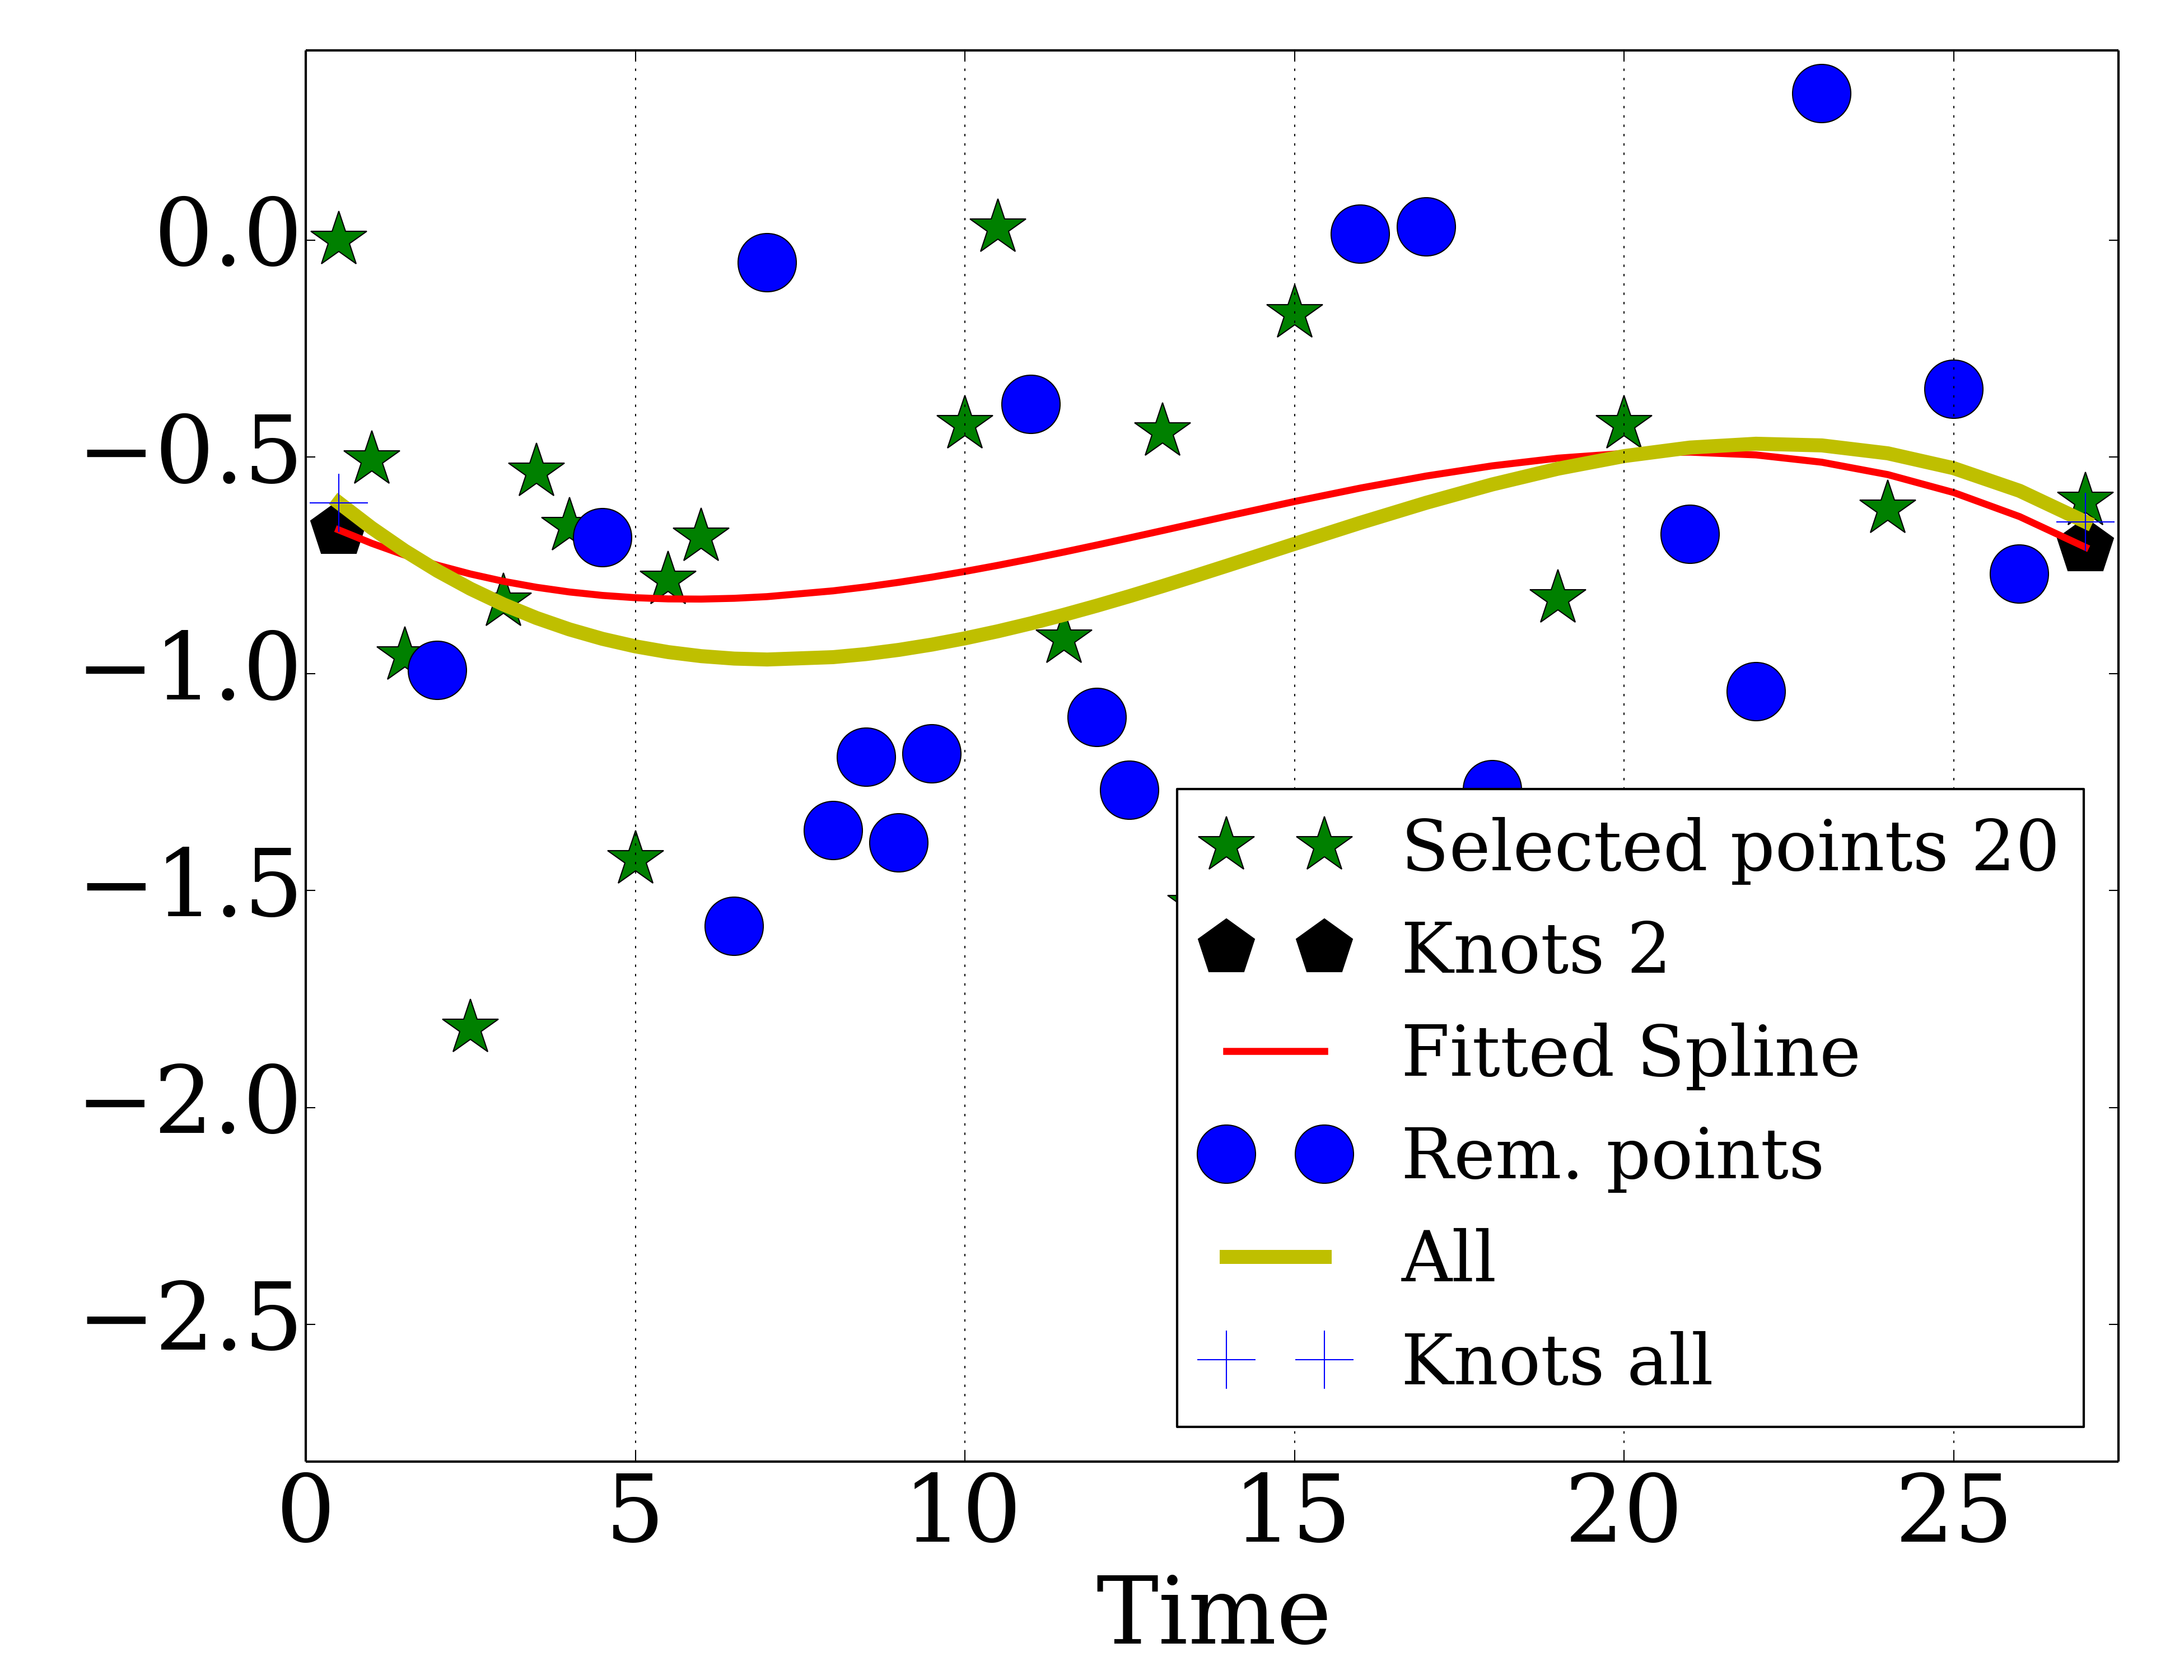 0.0
−0.5
−1.0
−1.5
−2.0
−2.5
Selected points 20
Knots 2
Fitted Spline
Rem. points
All
Knots all
0 5 10 15 20 25
Time